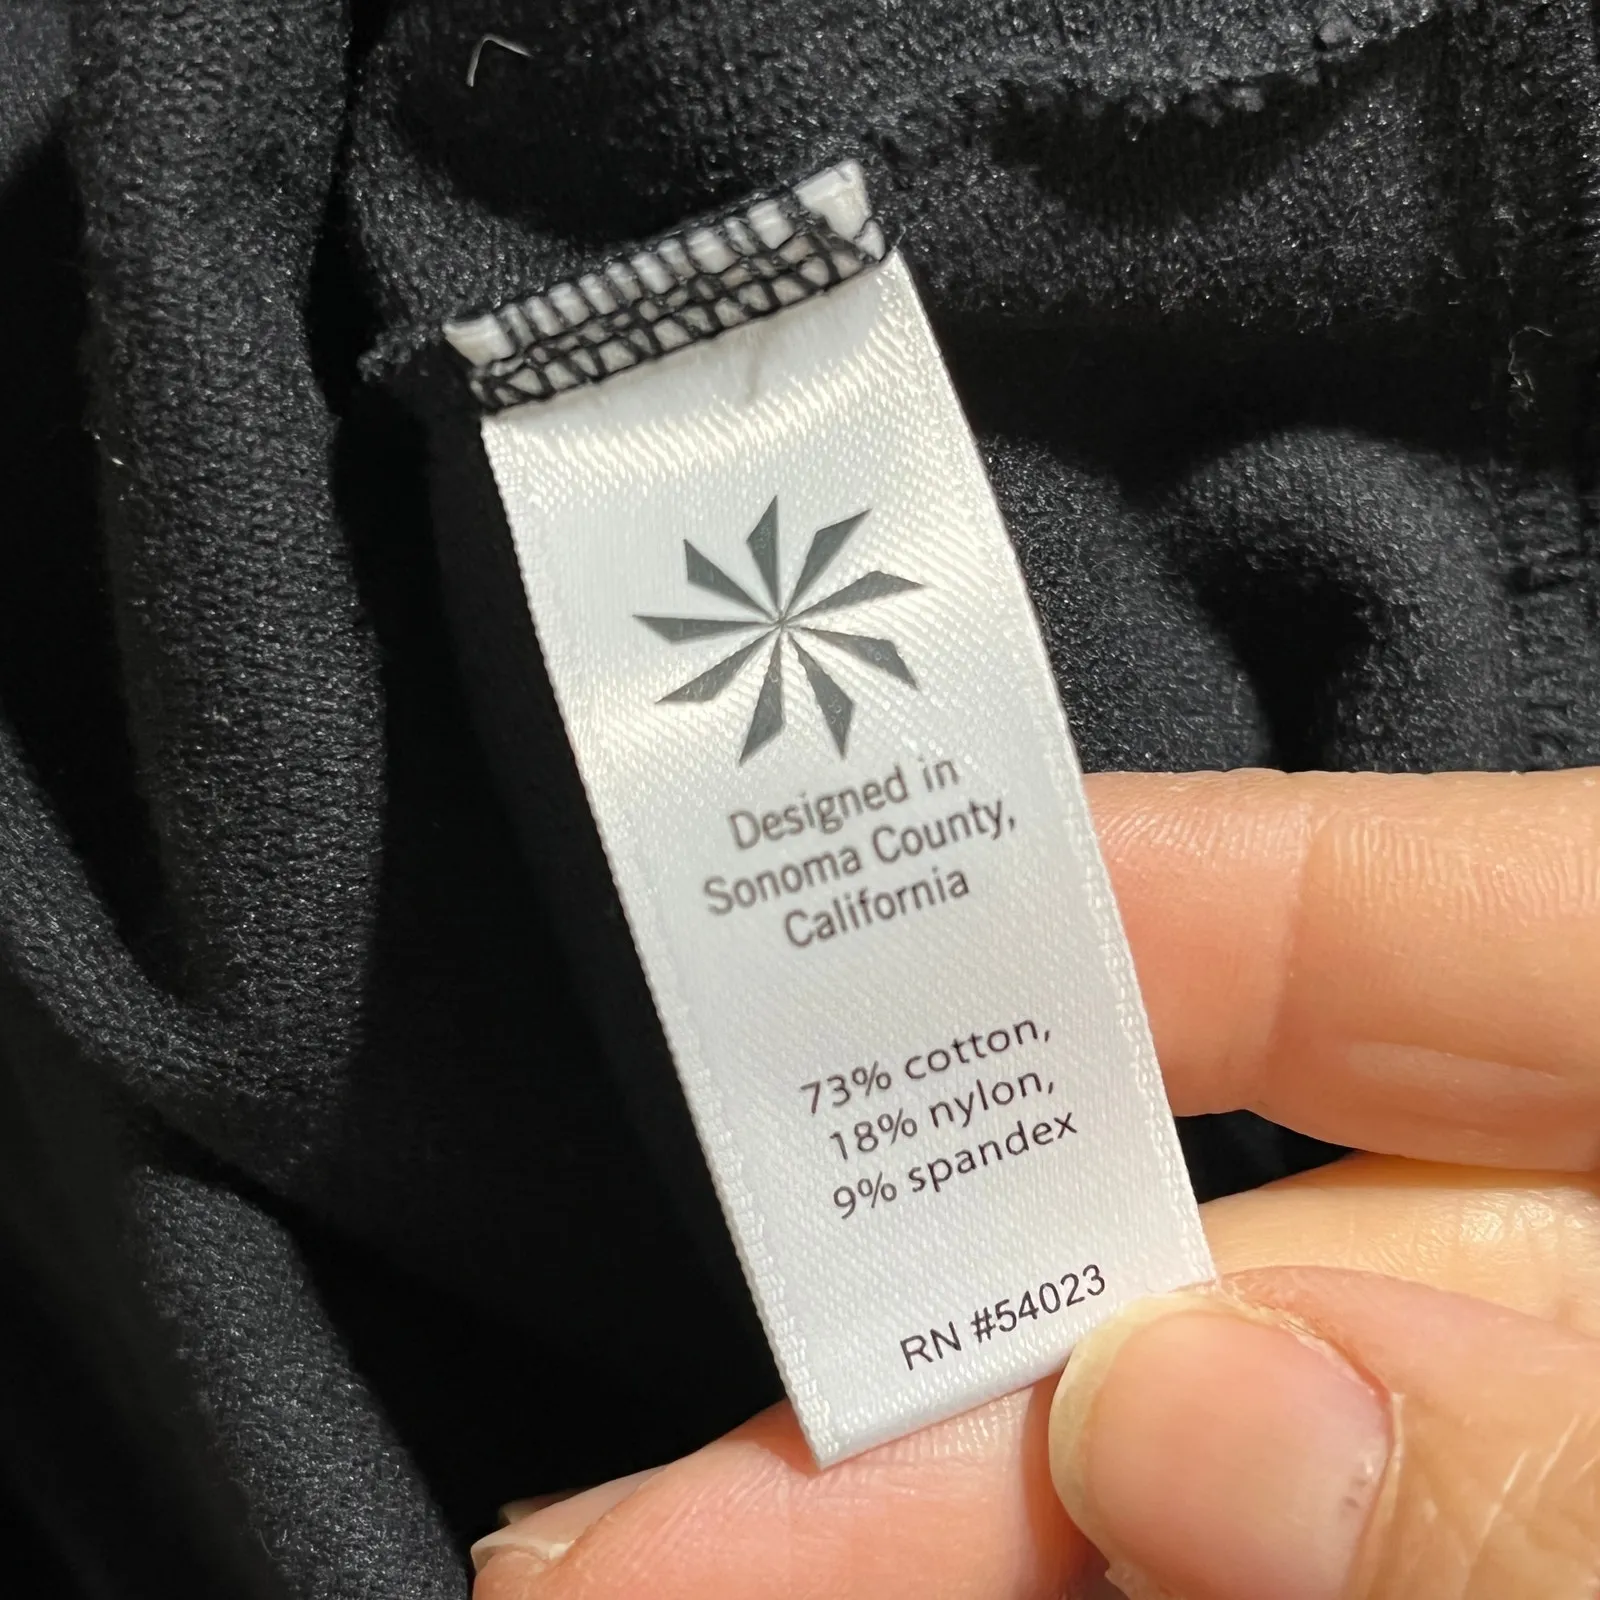 Designed in
Sonoma County,
California
73% cotton,
18% nylon,
9% spandex
RN #54023